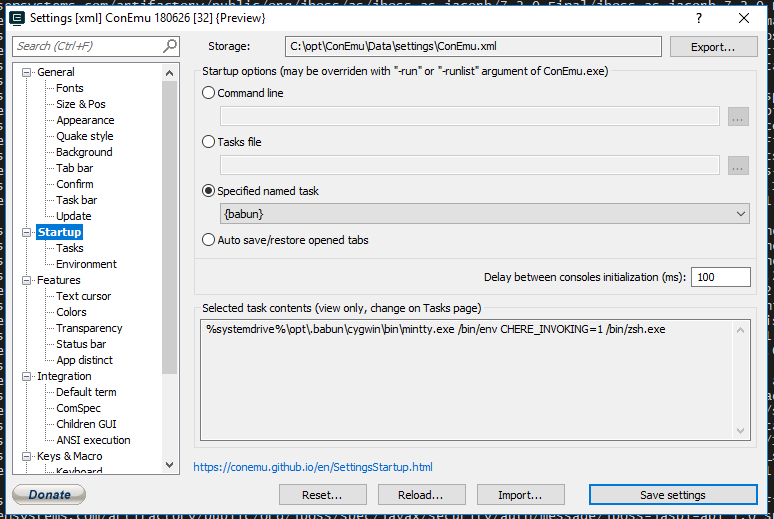 Settings [xml] ConEmu 180626 [32] {Preview}
Search (Ctrl+F)
Storage:
C:\opt\ConEmu\Data\settings\ConEmu.xml
Export...
General
Fonts
Size & Pos
Appearance
Quake style
Background
Tab bar
Confirm
Task bar
Update
Startup
Tasks
Environment
Features
Text cursor
Colors
Transparency
Status bar
App distinct
Integration
Default term
ComSpec
Children GUI
ANSI execution
Keys & Macro
Keyboard
Startup options (may be overriden with "-run" or "-runlist" argument of ConEmu.exe)
Command line
...
Tasks file
...
Specified named task
{babun}
Auto save/restore opened tabs
Delay between consoles initialization (ms):
100
Selected task contents (view only, change on Tasks page)
%systemdrive%\opt\.babun\cygwin\bin\mintty.exe /bin/env CHERE_INVOKING=1 /bin/zsh.exe
https://conemu.github.io/en/SettingsStartup.html
Donate
Reset...
Reload...
Import...
Save settings